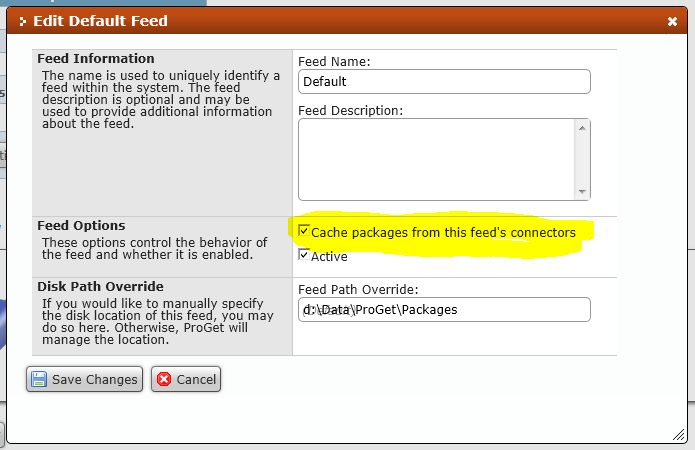 Edit Default Feed
Feed Information
The name is used to uniquely identify a
feed within the system. The feed
description is optional and may be
used to provide additional information
about the feed.
Feed Name:
Default
Feed Description:
Feed Options
These options control the behavior of
the feed and whether it is enabled.
Cache packages from this feed's connectors
Active
Disk Path Override
If you would like to manually specify
the disk location of this feed, you may
do so here. Otherwise, ProGet will
manage the location.
Feed Path Override:
d:\Data\ProGet\Packages
Save Changes
Cancel